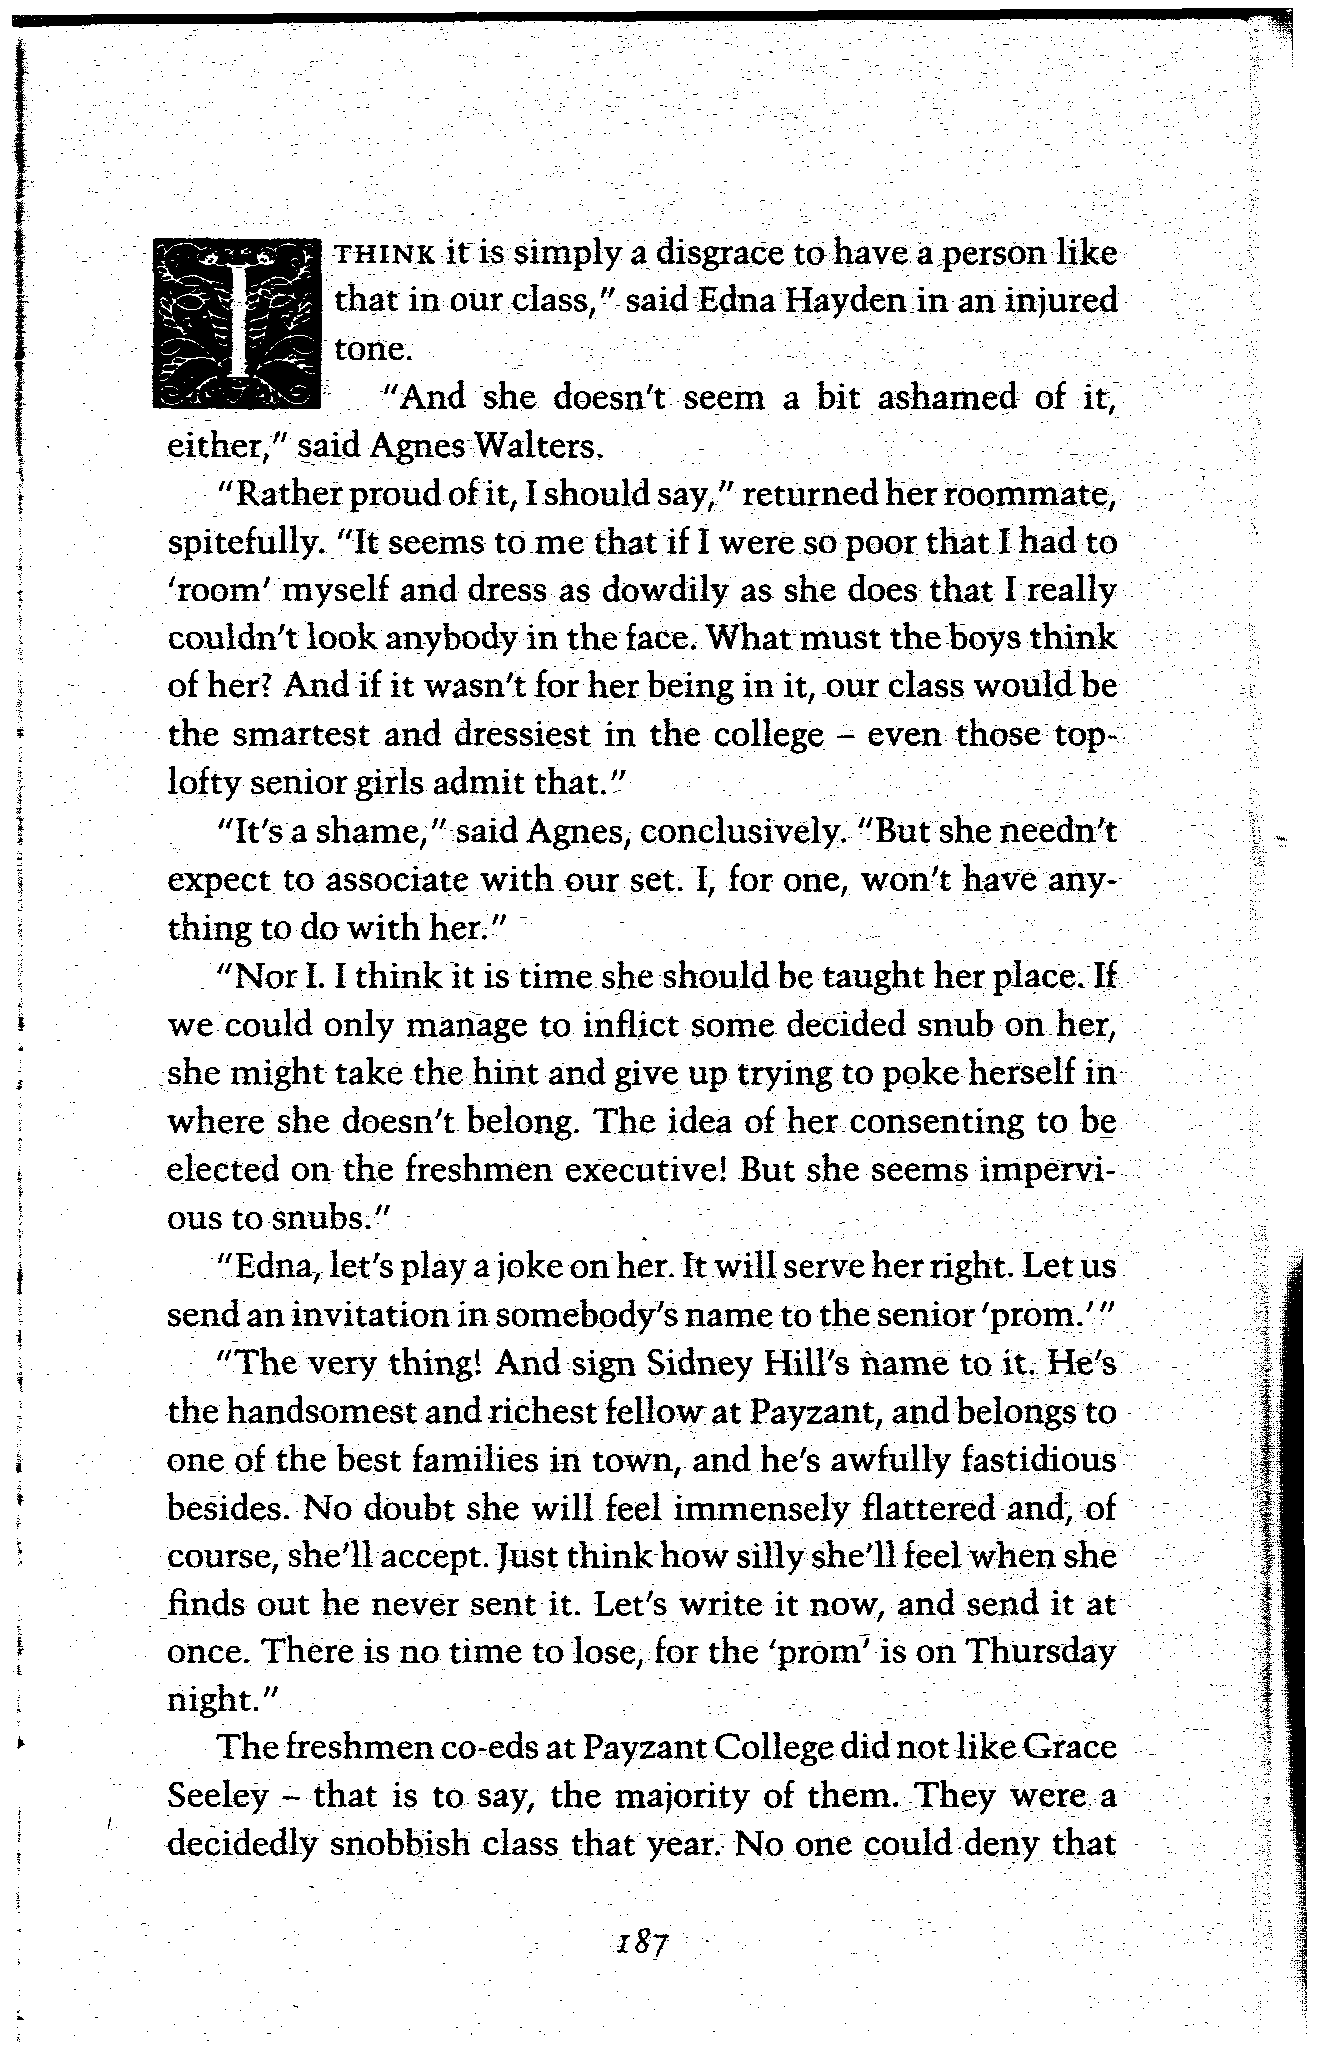 I THINK it is simply a disgrace to have a person like
that in our class," said Edna Hayden in an injured
tone.
"And she doesn't seem a bit ashamed of it,
either," said Agnes Walters.
"Rather proud of it, I should say," returned her roommate,
spitefully. "It seems to me that if I were so poor that I had to
'room' myself and dress as dowdily as she does that I really
couldn't look anybody in the face. What must the boys think
of her? And if it wasn't for her being in it, our class would be
the smartest and dressiest in the college – even those top-
lofty senior girls admit that."
"It's a shame," said Agnes, conclusively. "But she needn't
expect to associate with our set. I, for one, won't have any-
thing to do with her."
"Nor I. I think it is time she should be taught her place. If
we could only manage to inflict some decided snub on her,
she might take the hint and give up trying to poke herself in
where she doesn't belong. The idea of her consenting to be
elected on the freshmen executive! But she seems impervi-
ous to snubs."
"Edna, let's play a joke on her. It will serve her right. Let us
send an invitation in somebody's name to the senior 'prom.'"
"The very thing! And sign Sidney Hill's name to it. He's
the handsomest and richest fellow at Payzant, and belongs to
one of the best families in town, and he's awfully fastidious
besides. No doubt she will feel immensely flattered and, of
course, she'll accept. Just think how silly she'll feel when she
finds out he never sent it. Let's write it now, and send it at
once. There is no time to lose, for the 'prom' is on Thursday
night."
The freshmen co-eds at Payzant College did not like Grace
Seeley – that is to say, the majority of them. They were a
decidedly snobbish class that year. No one could deny that
187